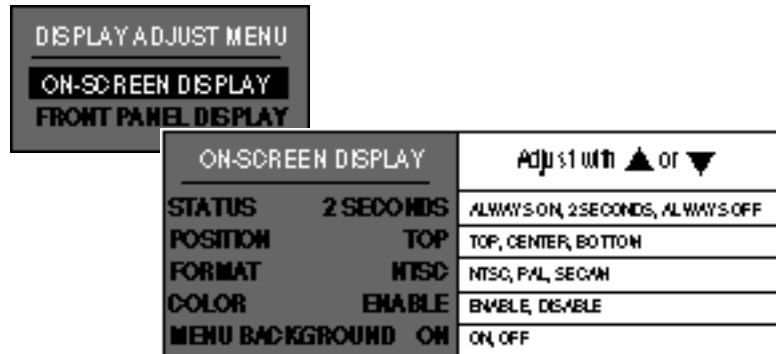 DISPLAY ADJUST MENU
ON-SCREEN DISPLAY
FRONT PANEL DISPLAY
ON-SCREEN DISPLAY Adjust with ▲ or ▼
STATUS 2 SECONDS ALWAYS ON, 2 SECONDS, ALWAYS OFF
POSITION TOP TOP, CENTER, BOTTOM
FORMAT NTSC NTSC, PAL, SECAM
COLOR ENABLE ENABLE, DISABLE
MENU BACKGROUND ON ON, OFF